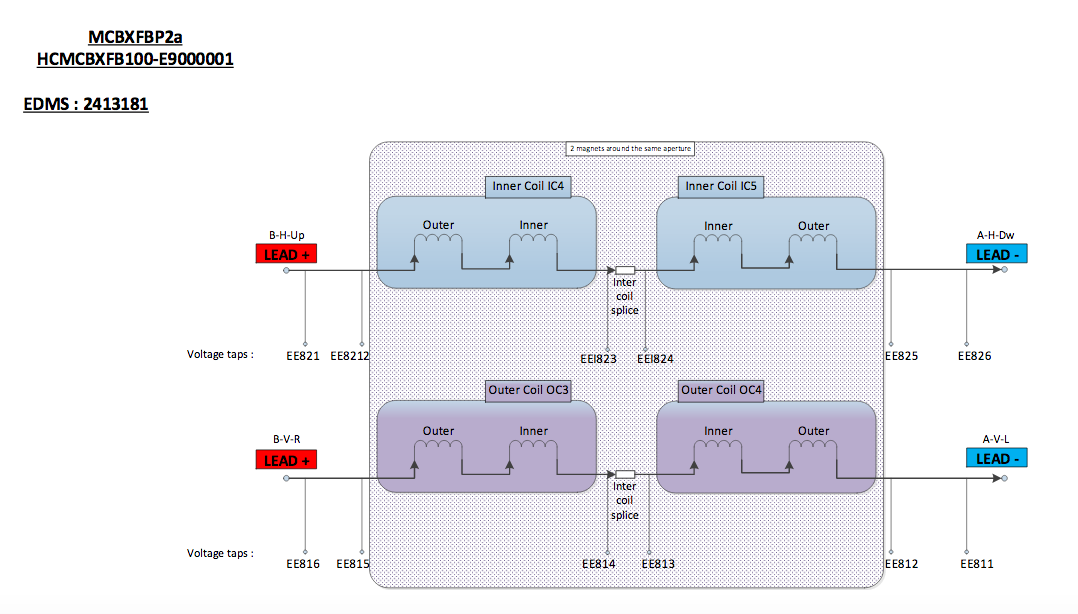 MCBXFBP2a
HCMCBXFB100-E9000001
EDMS : 2413181
2 magnets around the same aperture
Inner Coil IC4
Inner Coil IC5
Outer
Inner
Inner
Outer
B-H-Up
LEAD +
A-H-Dw
LEAD -
Inter
coil
splice
Voltage taps :
EE821
EE8212
EEI823
EEI824
EE825
EE826
Outer Coil OC3
Outer Coil OC4
Outer
Inner
Inner
Outer
B-V-R
LEAD +
A-V-L
LEAD -
Inter
coil
splice
Voltage taps :
EE816
EE815
EE814
EE813
EE812
EE811